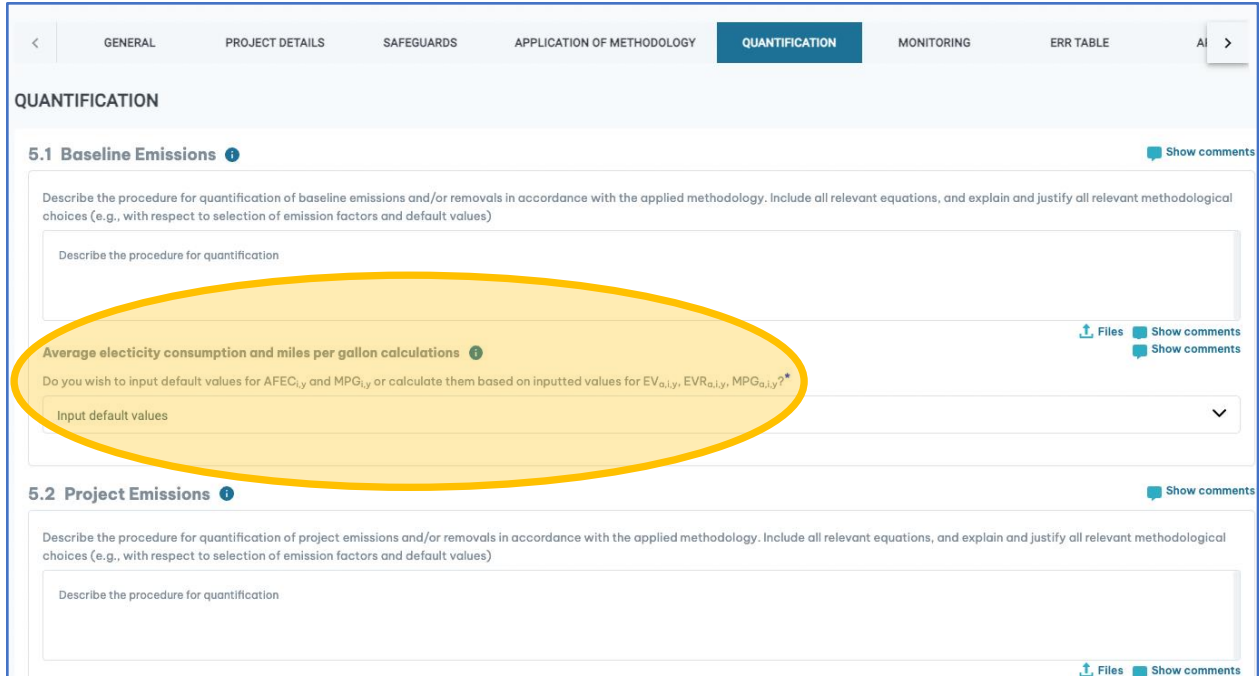 GENERAL PROJECT DETAILS SAFEGUARDS APPLICATION OF METHODOLOGY QUANTIFICATION MONITORING ERR TABLE
QUANTIFICATION
5.1 Baseline Emissions
Show comments
Describe the procedure for quantification of baseline emissions and/or removals in accordance with the applied methodology. Include all relevant equations, and explain and justify all relevant methodological
choices (e.g., with respect to selection of emission factors and default values)
Describe the procedure for quantification
Files Show comments
Show comments
Average electicity consumption and miles per gallon calculations
Do you wish to input default values for AFECi,y and MPGi,y or calculate them based on inputted values for EVα,i,y, EVRα,i,y, MPGα,i,y?*
Input default values
5.2 Project Emissions
Show comments
Describe the procedure for quantification of project emissions and/or removals in accordance with the applied methodology. Include all relevant equations, and explain and justify all relevant methodological
choices (e.g., with respect to selection of emission factors and default values)
Describe the procedure for quantification
Files Show comments